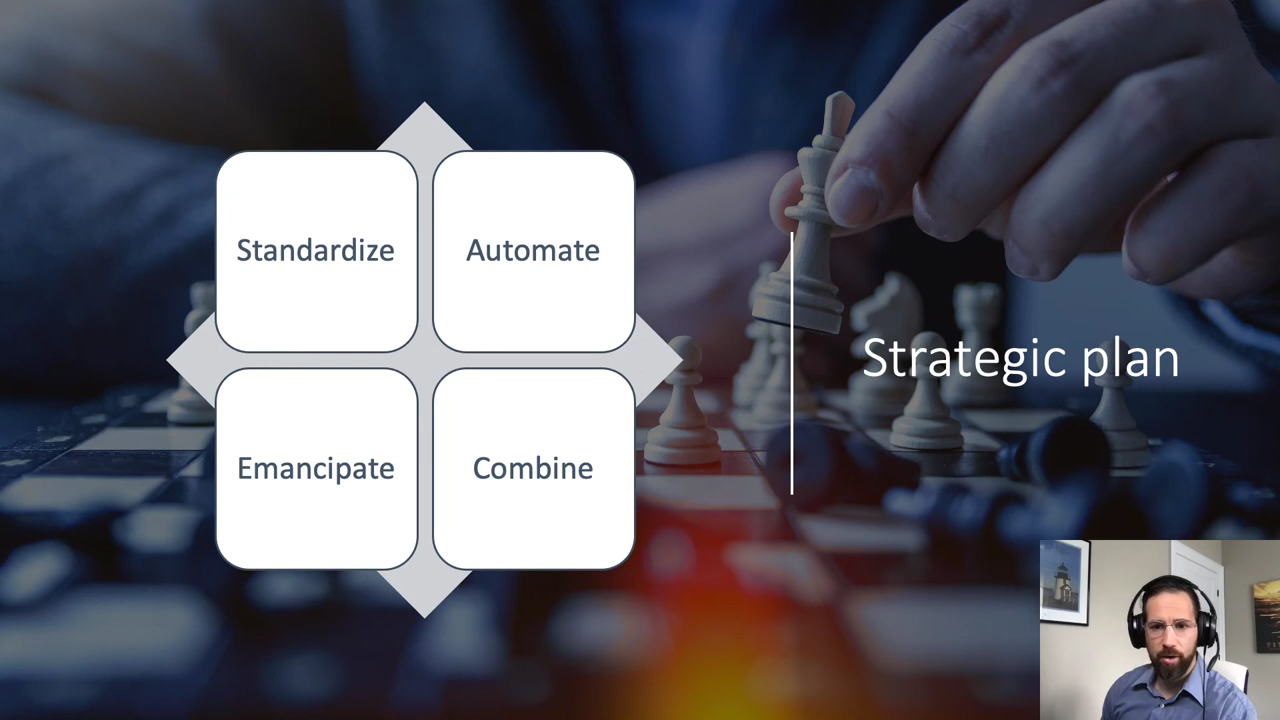 Standardize
Automate
Emancipate
Combine
Strategic plan